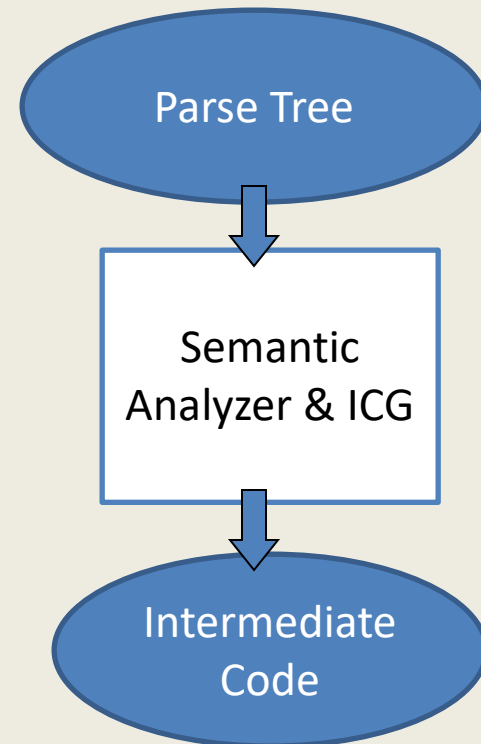 Parse Tree
Semantic
Analyzer & ICG
Intermediate
Code